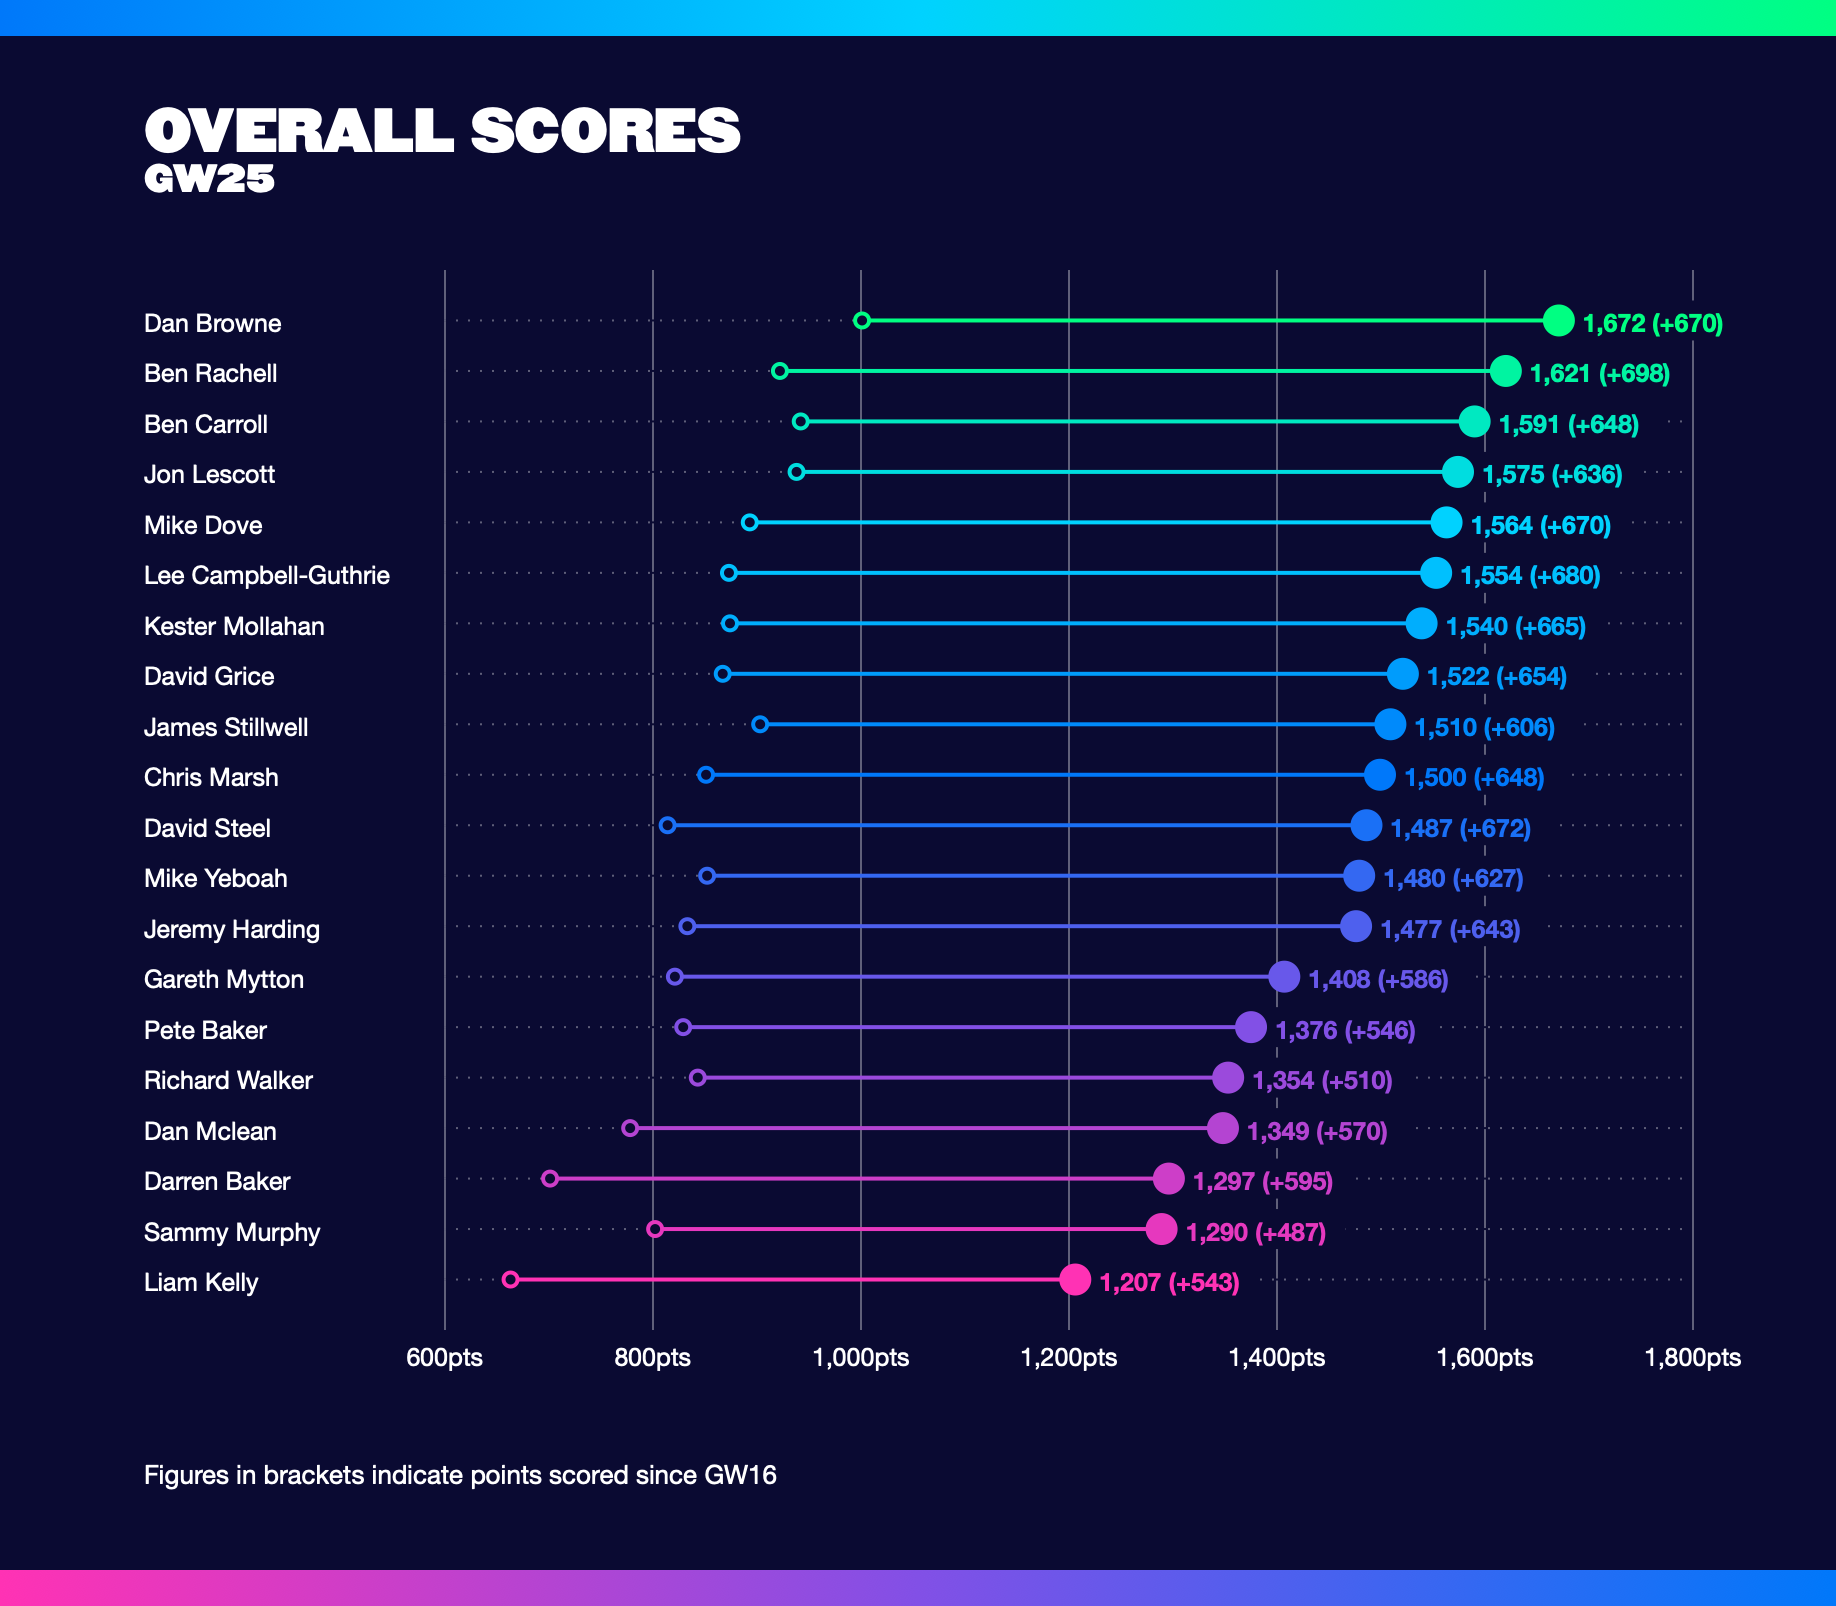 OVERALL SCORES
GW25
Dan Browne 1,672 (+670)
Ben Rachell 1,621 (+698)
Ben Carroll 1,591 (+648)
Jon Lescott 1,575 (+636)
Mike Dove 1,564 (+670)
Lee Campbell-Guthrie 1,554 (+680)
Kester Mollahan 1,540 (+665)
David Grice 1,522 (+654)
James Stillwell 1,510 (+606)
Chris Marsh 1,500 (+648)
David Steel 1,487 (+672)
Mike Yeboah 1,480 (+627)
Jeremy Harding 1,477 (+643)
Gareth Mytton 1,408 (+586)
Pete Baker 1,376 (+546)
Richard Walker 1,354 (+510)
Dan Mclean 1,349 (+570)
Darren Baker 1,297 (+595)
Sammy Murphy 1,290 (+487)
Liam Kelly 1,207 (+543)
600pts 800pts 1,000pts 1,200pts 1,400pts 1,600pts 1,800pts
Figures in brackets indicate points scored since GW16